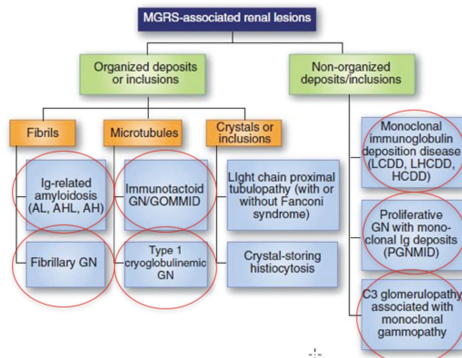 MGRS-associated renal lesions
Organized deposits
or inclusions
Non-organized
deposits/inclusions
Fibrils
Microtubules
Crystals or
inclusions
Ig-related
amyloidosis
(AL, AHL, AH)
Fibrillary GN
Immunotactoid
GN/GOMMID
Type 1
cryoglobulinemic
GN
LIght chain proximal
tubulopathy (with or
without Fanconi
syndrome)
Crystal-storing
histiocytosis
Monoclonal
immunoglobulin
deposition disease
(LCDD, LHCDD,
HCDD)
Proliferative
GN with mono-
clonal Ig deposits
(PGNMID)
C3 glomerulopathy
associated with
monoclonal
gammopathy